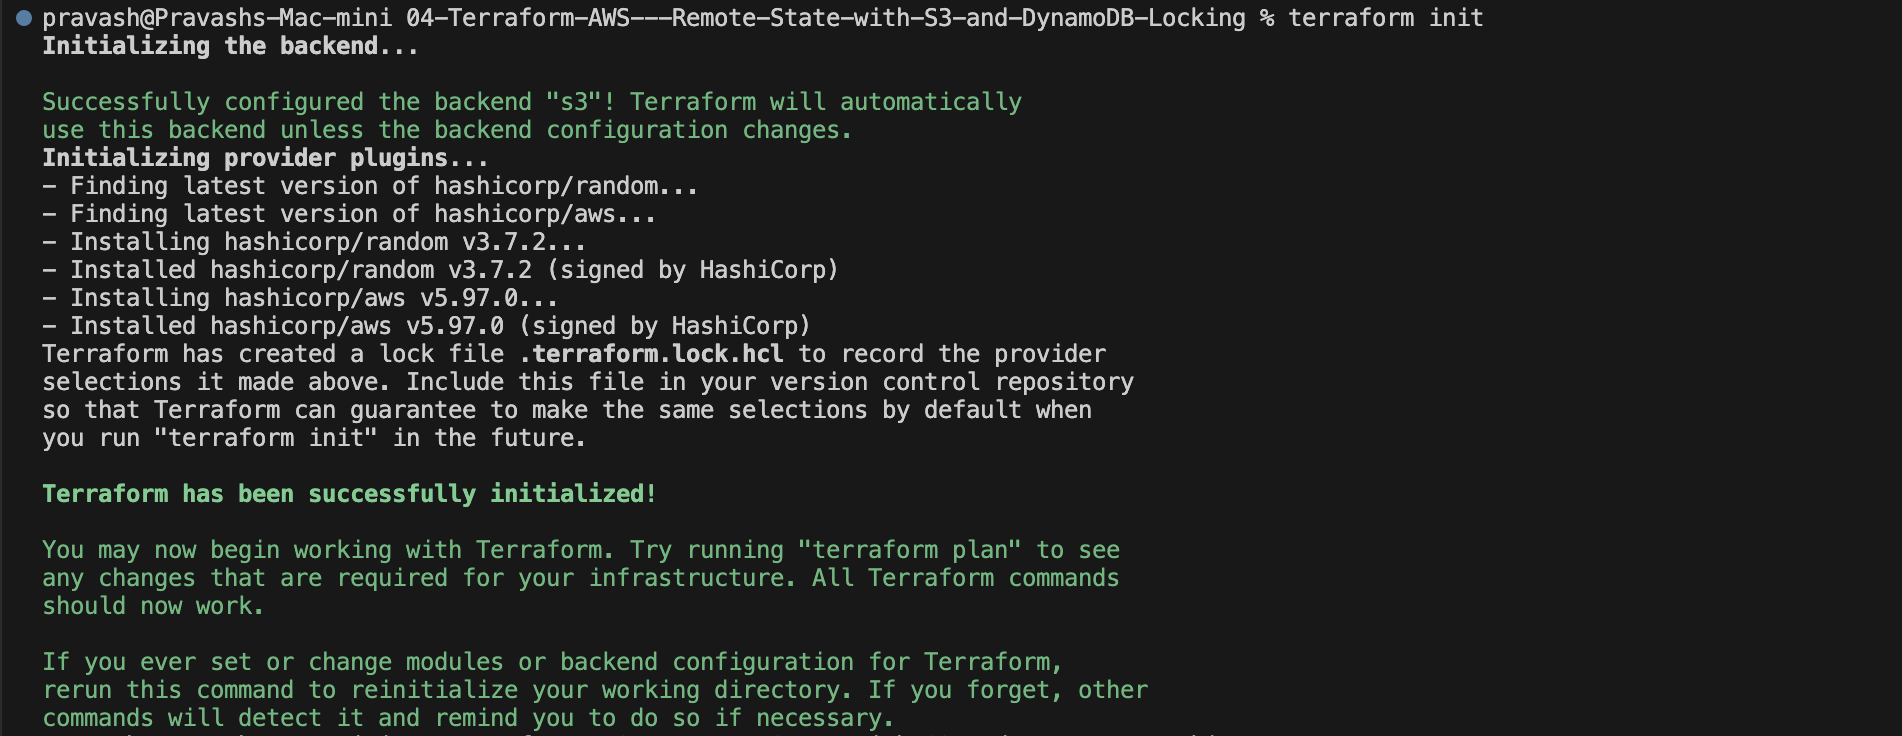 pravash@Pravashs-Mac-mini 04-Terraform-AWS---Remote-State-with-S3-and-DynamoDB-Locking % terraform init
Initializing the backend...
Successfully configured the backend "s3"! Terraform will automatically
use this backend unless the backend configuration changes.
Initializing provider plugins...
- Finding latest version of hashicorp/random...
- Finding latest version of hashicorp/aws...
- Installing hashicorp/random v3.7.2...
- Installed hashicorp/random v3.7.2 (signed by HashiCorp)
- Installing hashicorp/aws v5.97.0...
- Installed hashicorp/aws v5.97.0 (signed by HashiCorp)
Terraform has created a lock file .terraform.lock.hcl to record the provider
selections it made above. Include this file in your version control repository
so that Terraform can guarantee to make the same selections by default when
you run "terraform init" in the future.
Terraform has been successfully initialized!
You may now begin working with Terraform. Try running "terraform plan" to see
any changes that are required for your infrastructure. All Terraform commands
should now work.
If you ever set or change modules or backend configuration for Terraform,
rerun this command to reinitialize your working directory. If you forget, other
commands will detect it and remind you to do so if necessary.